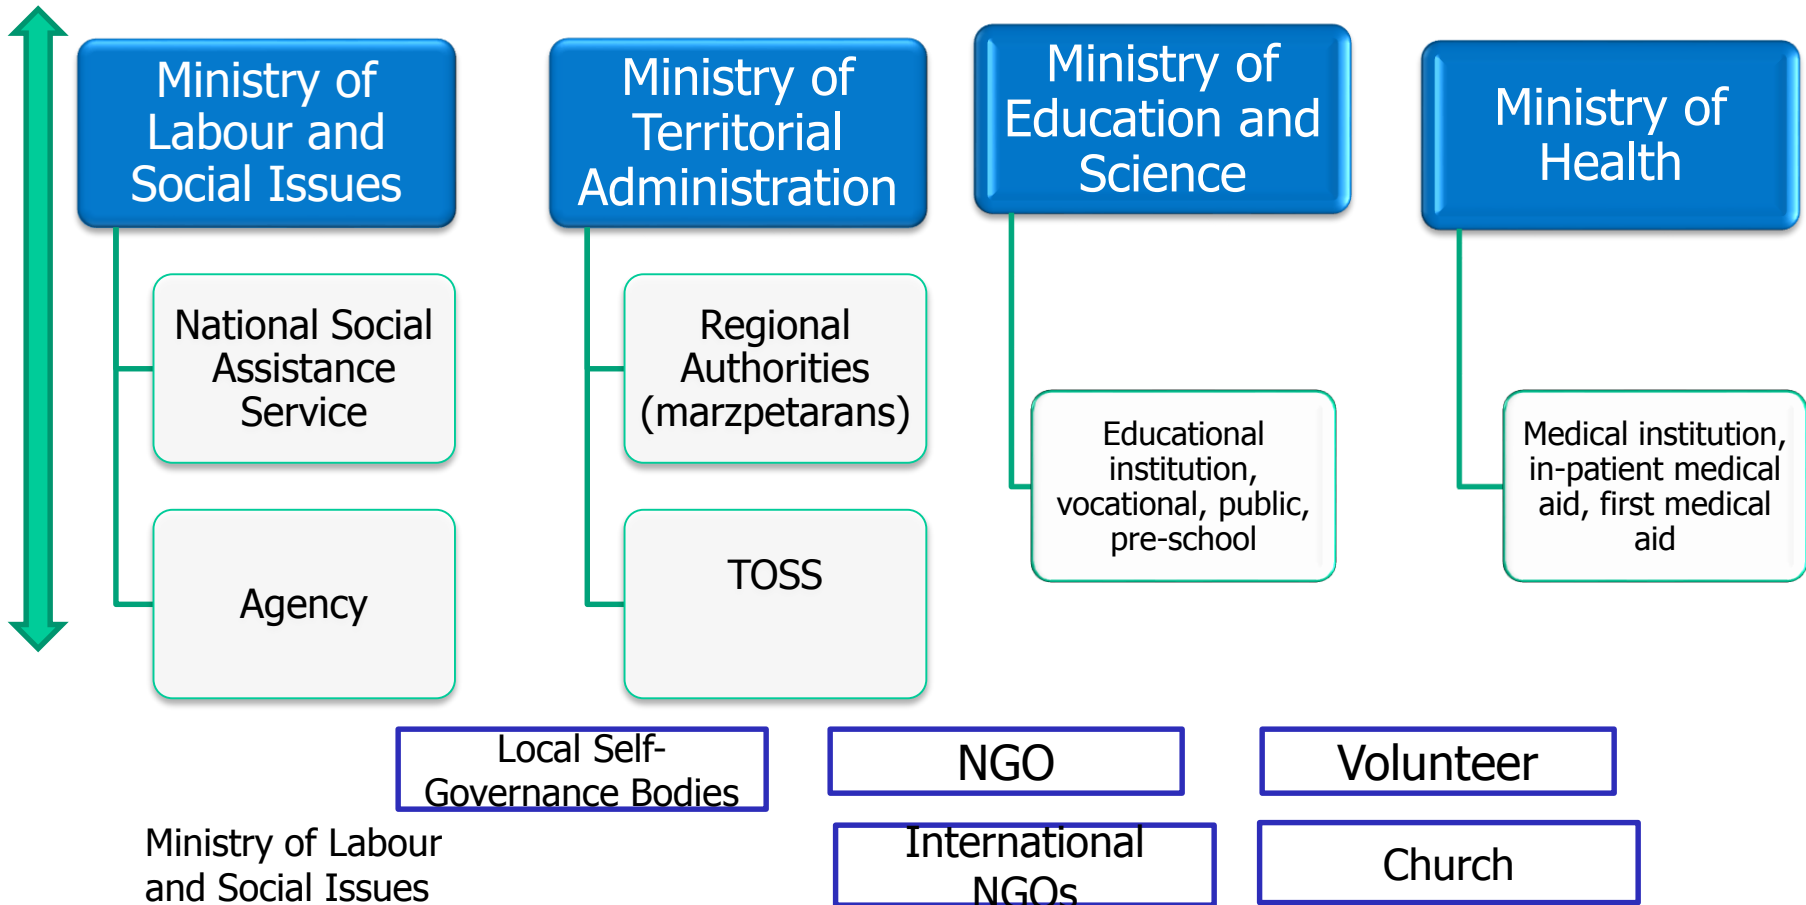 Ministry of
Labour and
Social Issues
Ministry of
Territorial
Administration
Ministry of
Education and
Science
Ministry of
Health
National Social
Assistance
Service
Regional
Authorities
(marzpetarans)
Educational
institution,
vocational, public,
pre-school
Medical institution,
in-patient medical
aid, first medical
aid
Agency
TOSS
Local Self-
Governance Bodies
NGO
Volunteer
Ministry of Labour
and Social Issues
International
NGOs
Church